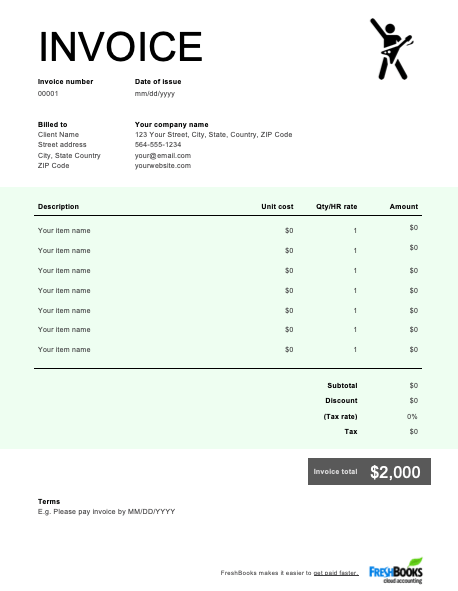 INVOICE
Invoice number Date of issue
00001 mm/dd/yyyy
Billed to Your company name
Client Name 123 Your Street, City, State, Country, ZIP Code
Street address 564-555-1234
City, State Country your@email.com
ZIP Code yourwebsite.com
Description Unit cost Qty/HR rate Amount
Your item name $0 1 $0
Your item name $0 1 $0
Your item name $0 1 $0
Your item name $0 1 $0
Your item name $0 1 $0
Your item name $0 1 $0
Your item name $0 1 $0
Subtotal $0
Discount $0
(Tax rate) 0%
Tax $0
Invoice total $2,000
Terms
E.g. Please pay invoice by MM/DD/YYYY
FreshBooks makes it easier to get paid faster.
FRESHBOOKS
cloud accounting